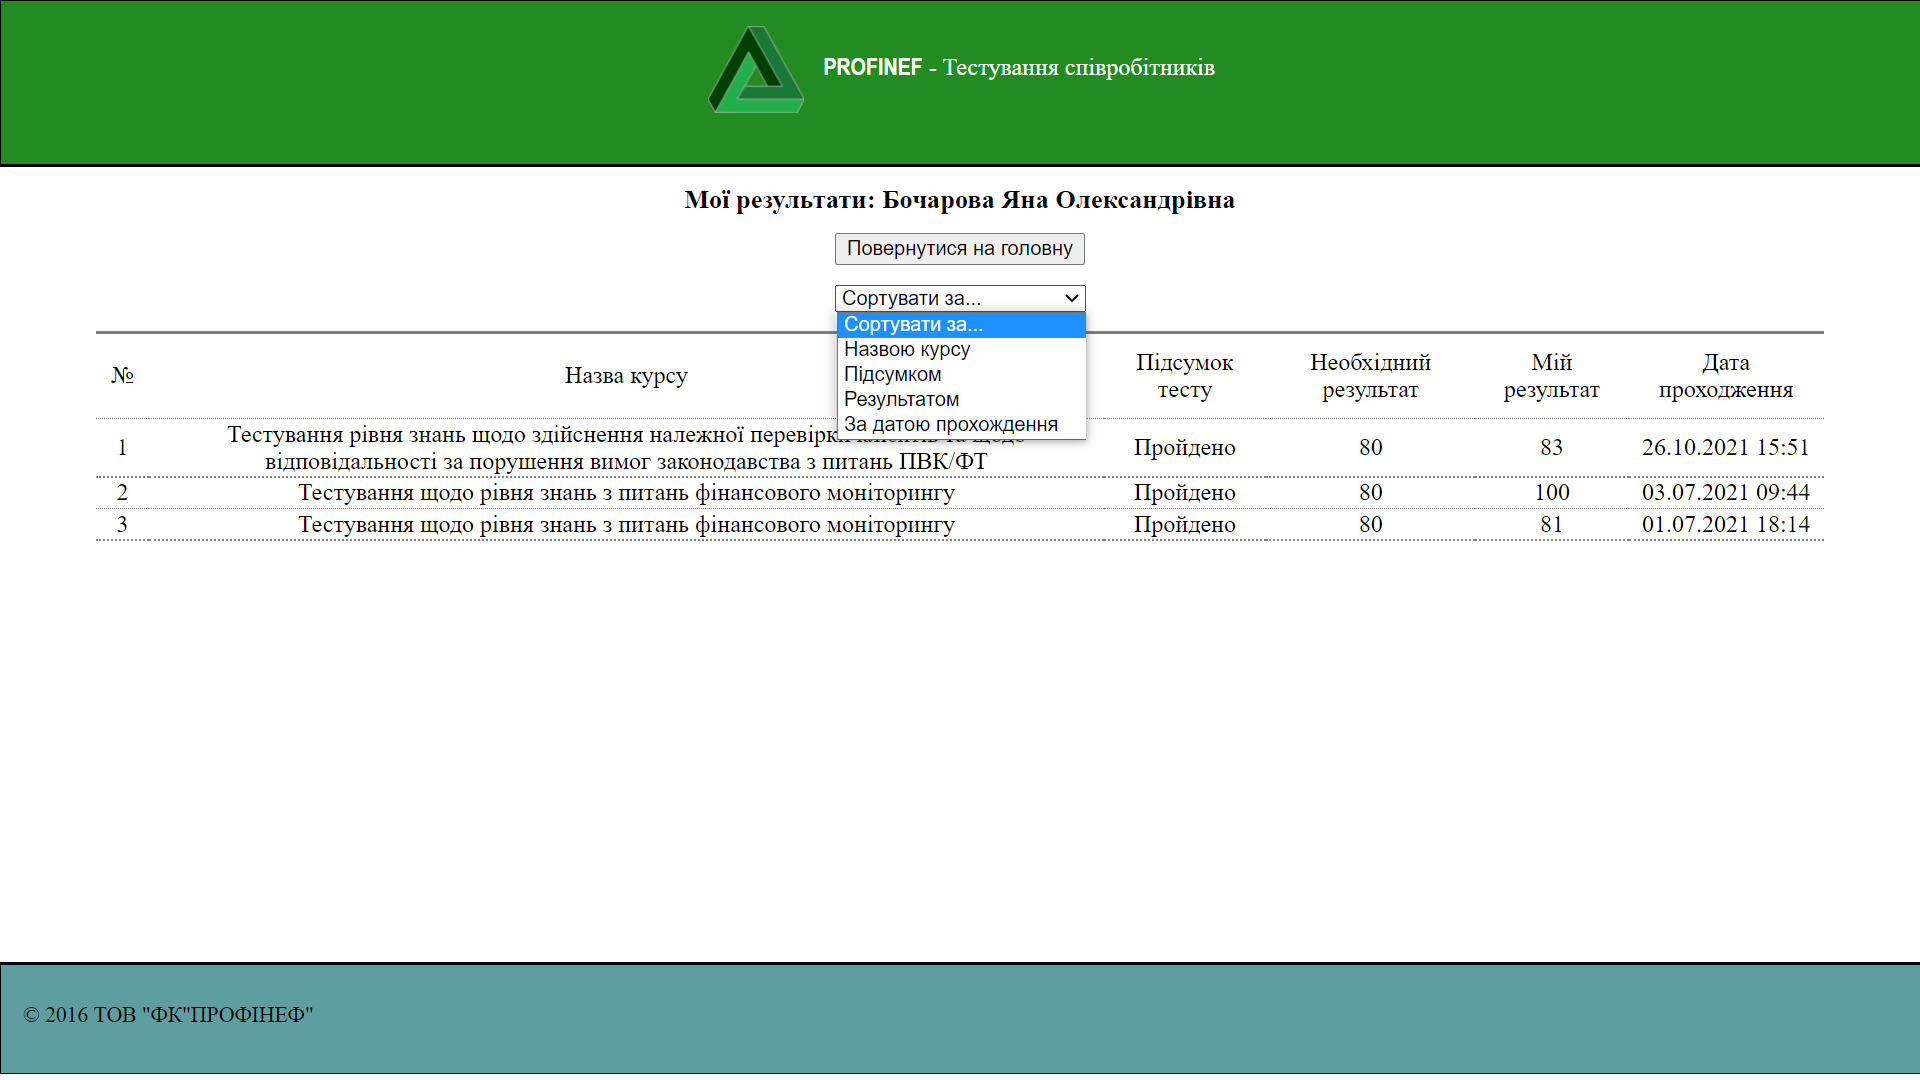 PROFINEF - Тестування співробітників
Мої результати: Бочарова Яна Олександрівна
Повернутися на головну
Сортувати за...
Сортувати за...
Назвою курсу
Підсумком
Результатом
За датою прохождення
№ Назва курсу Підсумок тесту Необхідний результат Мій результат Дата проходження
1 Тестування рівня знань щодо здійснення належної перевірки
відповідальності за порушення вимог законодавства з питань ПВК/ФТ Пройдено 80 83 26.10.2021 15:51
2 Тестування щодо рівня знань з питань фінансового моніторингу Пройдено 80 100 03.07.2021 09:44
3 Тестування щодо рівня знань з питань фінансового моніторингу Пройдено 80 81 01.07.2021 18:14
© 2016 ТОВ "ФК"ПРОФІНЕФ"